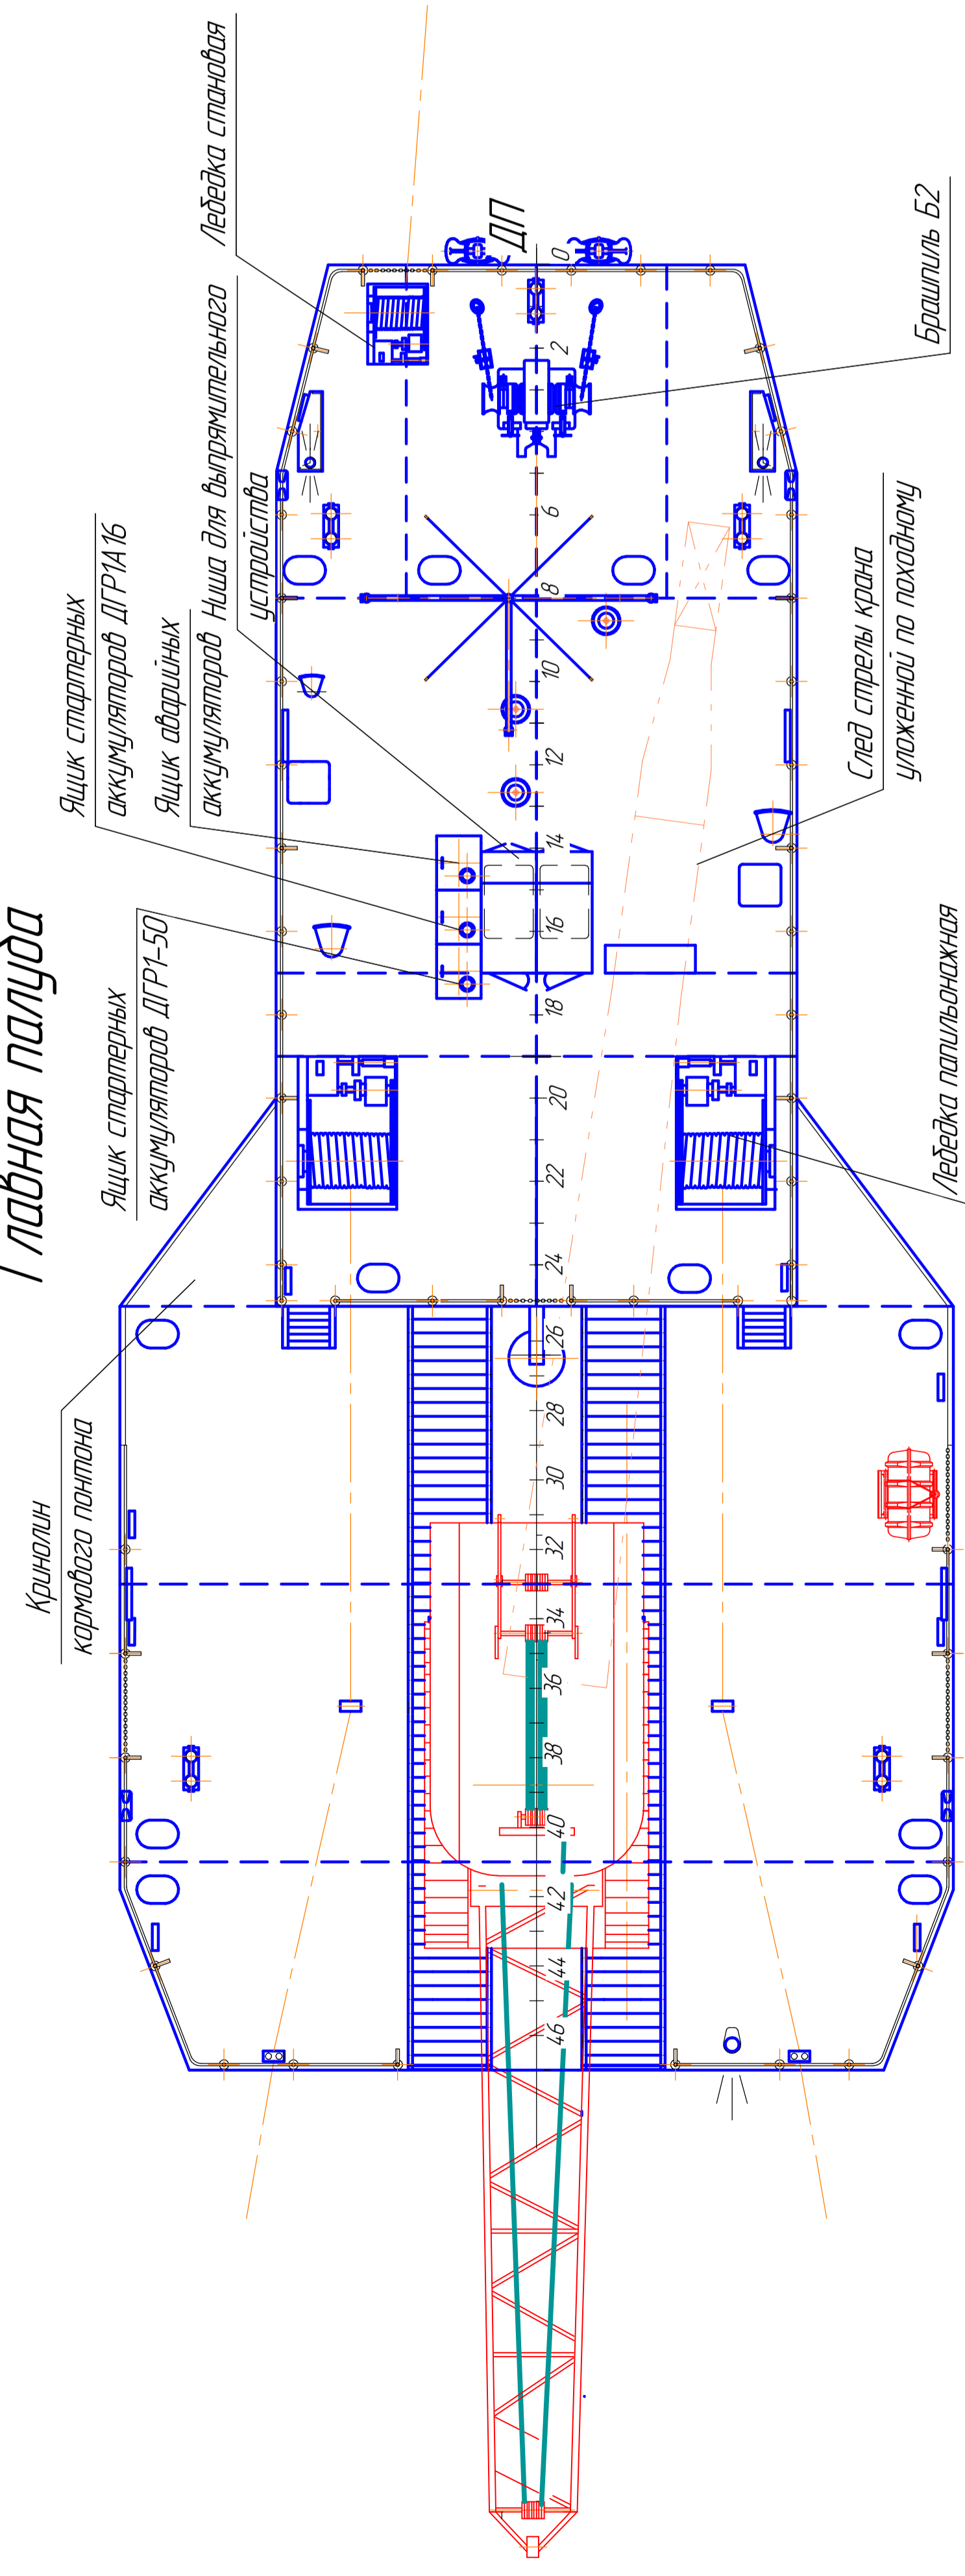 Главная палуда
Лебедка становая
Ниша для выпрямительного
устройства
Ящик стартерных
аккумуляторов ДГР1А16
Ящик аварийных
аккумуляторов
Ящик стартерных
аккумуляторов ДГР1-50
Кринолин
кормового понтона
ДП
Брашпиль Б2
След стрелы крана
уложенной по походному
Лебедка папильонажная
0
2
6
8
10
12
14
16
18
20
22
24
26
28
30
32
34
36
38
40
42
44
46